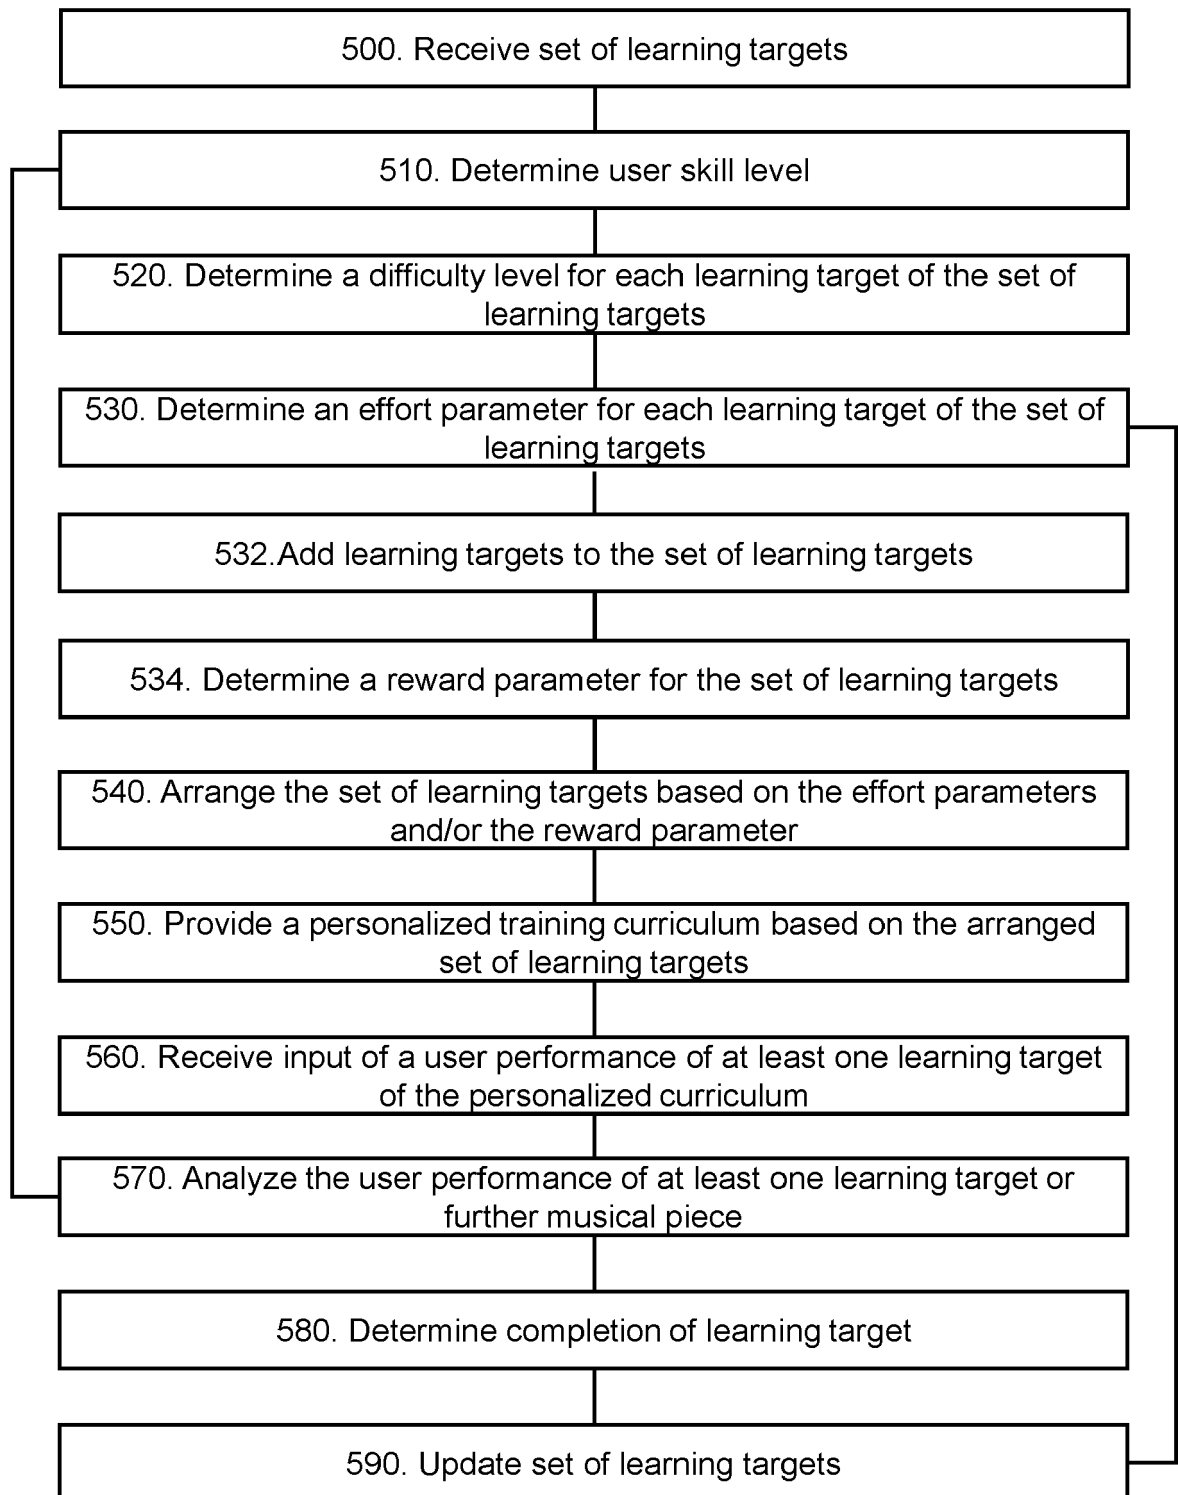 500. Receive set of learning targets
510. Determine user skill level
520. Determine a difficulty level for each learning target of the set of
learning targets
530. Determine an effort parameter for each learning target of the set of
learning targets
532.Add learning targets to the set of learning targets
534. Determine a reward parameter for the set of learning targets
540. Arrange the set of learning targets based on the effort parameters
and/or the reward parameter
550. Provide a personalized training curriculum based on the arranged
set of learning targets
560. Receive input of a user performance of at least one learning target
of the personalized curriculum
570. Analyze the user performance of at least one learning target or
further musical piece
580. Determine completion of learning target
590. Update set of learning targets